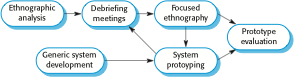 Ethnographic
analysis
Debriefing
meetings
Focused
ethnography
Prototype
evaluation
Generic system
development
System
protoyping